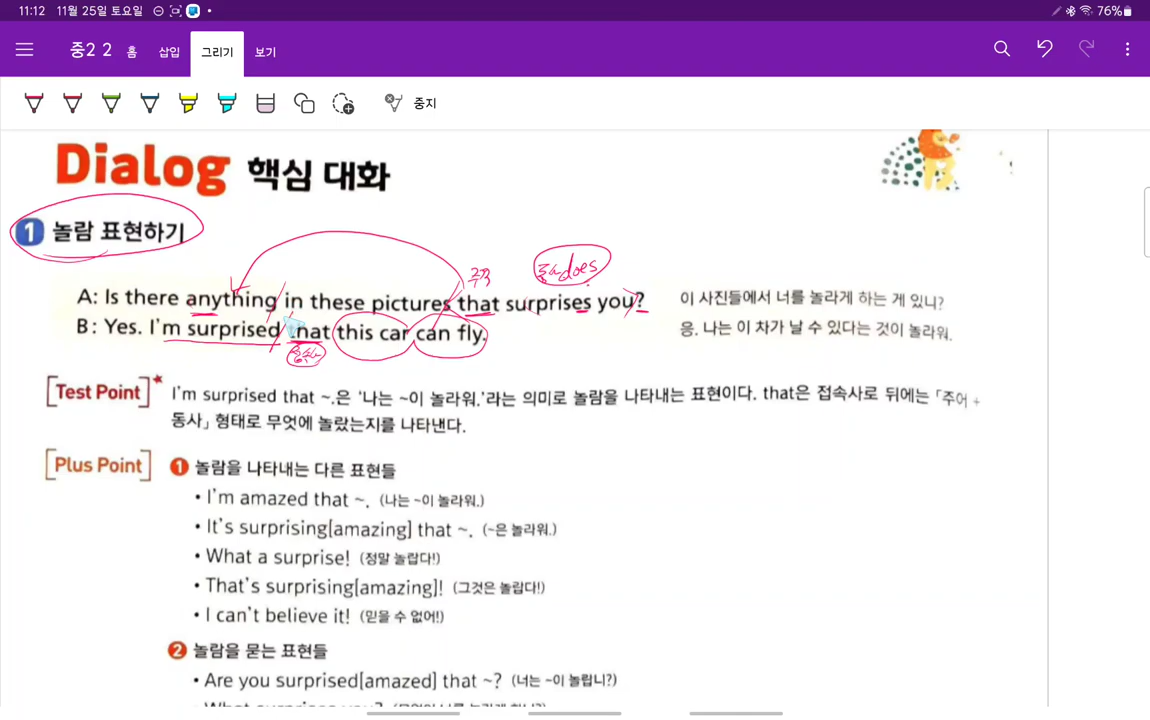 11:12 11월 25일 토요일 76%
중2 2 홈 삽입 그리기 보기
중지
Dialog 핵심 대화
1 놀람 표현하기
주격
does
A: Is there anything in these pictures that surprises you? 이 사진들에서 너를 놀라게 하는 게 있니?
B: Yes. I'm surprised that this car can fly. 응. 나는 이 차가 날 수 있다는 것이 놀라워.
접속사
[Test Point]★ I'm surprised that ~.은 '나는 ~이 놀라워.'라는 의미로 놀람을 나타내는 표현이다. that은 접속사로 뒤에는 「주어 +
동사」 형태로 무엇에 놀랐는지를 나타낸다.
[Plus Point] 1 놀람을 나타내는 다른 표현들
• I'm amazed that ~. (나는 ~이 놀라워.)
• It's surprising[amazing] that ~. (~은 놀라워.)
• What a surprise! (정말 놀랍다!)
• That's surprising[amazing]! (그것은 놀랍다!)
• I can't believe it! (믿을 수 없어!)
2 놀람을 묻는 표현들
• Are you surprised[amazed] that ~? (너는 ~이 놀랍니?)